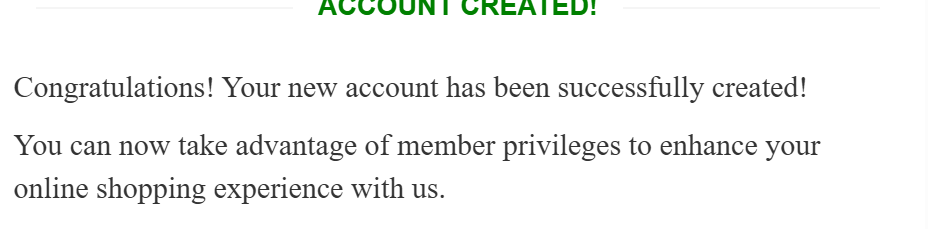 ACCOUNT CREATED!
Congratulations! Your new account has been successfully created!
You can now take advantage of member privileges to enhance your
online shopping experience with us.